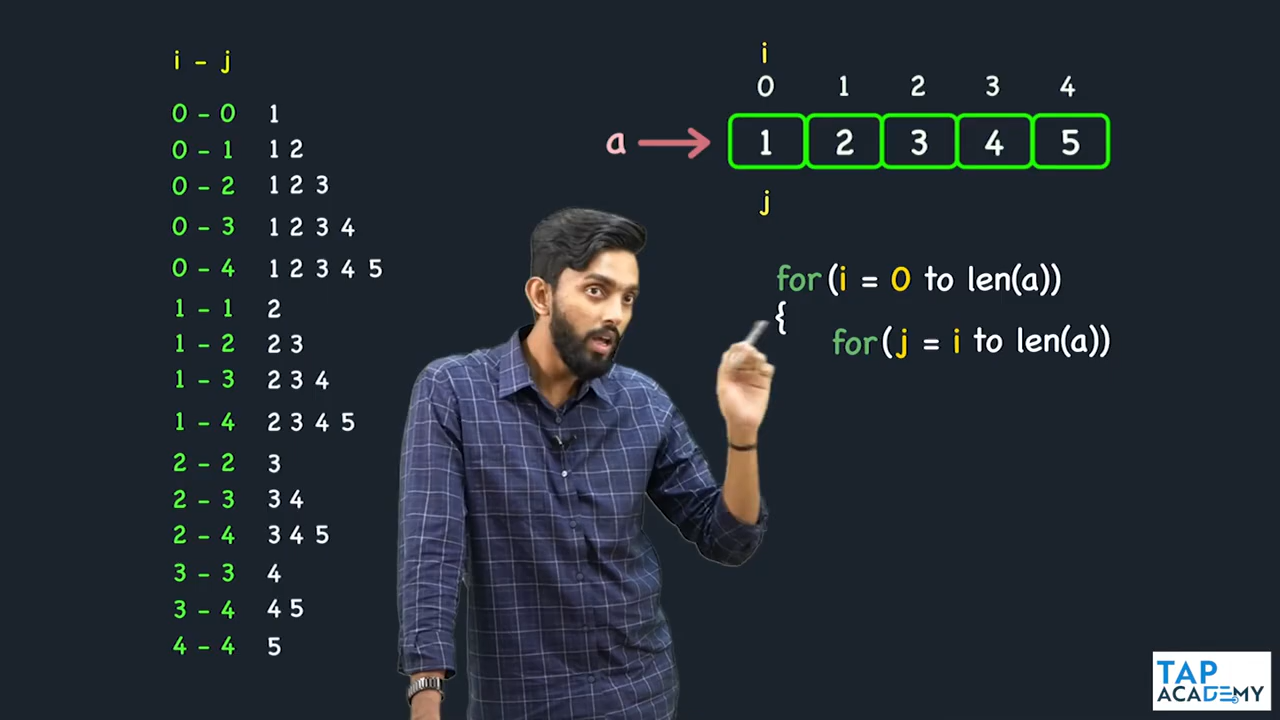 i - j
0 - 0 1
0 - 1 1 2
0 - 2 1 2 3
0 - 3 1 2 3 4
0 - 4 1 2 3 4 5
1 - 1 2
1 - 2 2 3
1 - 3 2 3 4
1 - 4 2 3 4 5
2 - 2 3
2 - 3 3 4
2 - 4 3 4 5
3 - 3 4
3 - 4 4 5
4 - 4 5
i
0 1 2 3 4
a → 1 2 3 4 5
j
for(i = 0 to len(a))
{
for(j = i to len(a))
TAP
ACADEMY